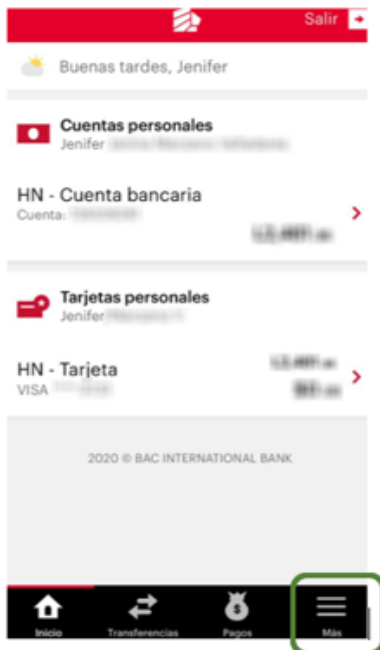 Salir
Buenas tardes, Jenifer
Cuentas personales
Jenifer
HN - Cuenta bancaria
Cuenta:
Tarjetas personales
Jenifer
HN - Tarjeta
VISA
2020 © BAC INTERNATIONAL BANK
Inicio Transferencias Pagos Más